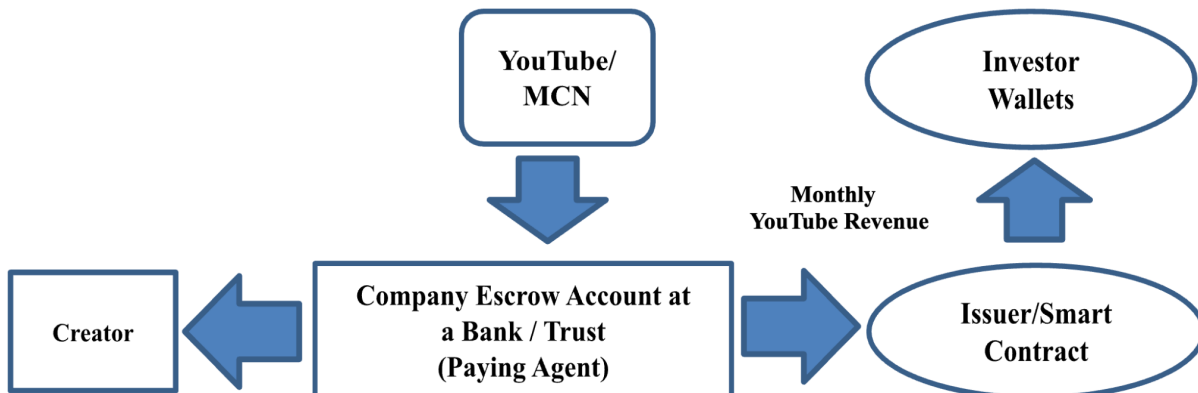 YouTube/
MCN
Investor
Wallets
Monthly
YouTube Revenue
Creator
Company Escrow Account at
a Bank / Trust
(Paying Agent)
Issuer/Smart
Contract